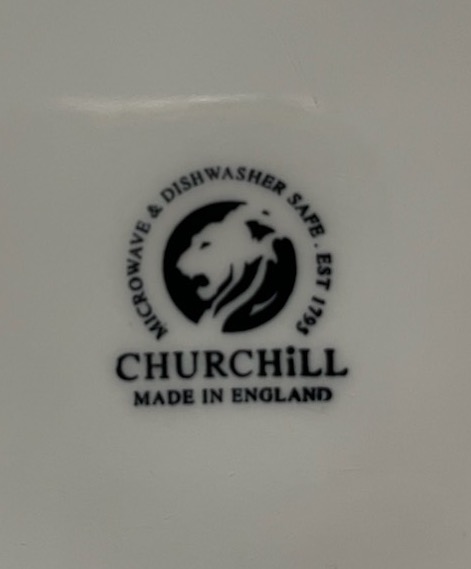 MICROWAVE & DISHWASHER SAFE . EST 1795
CHURCHiLL
MADE IN ENGLAND